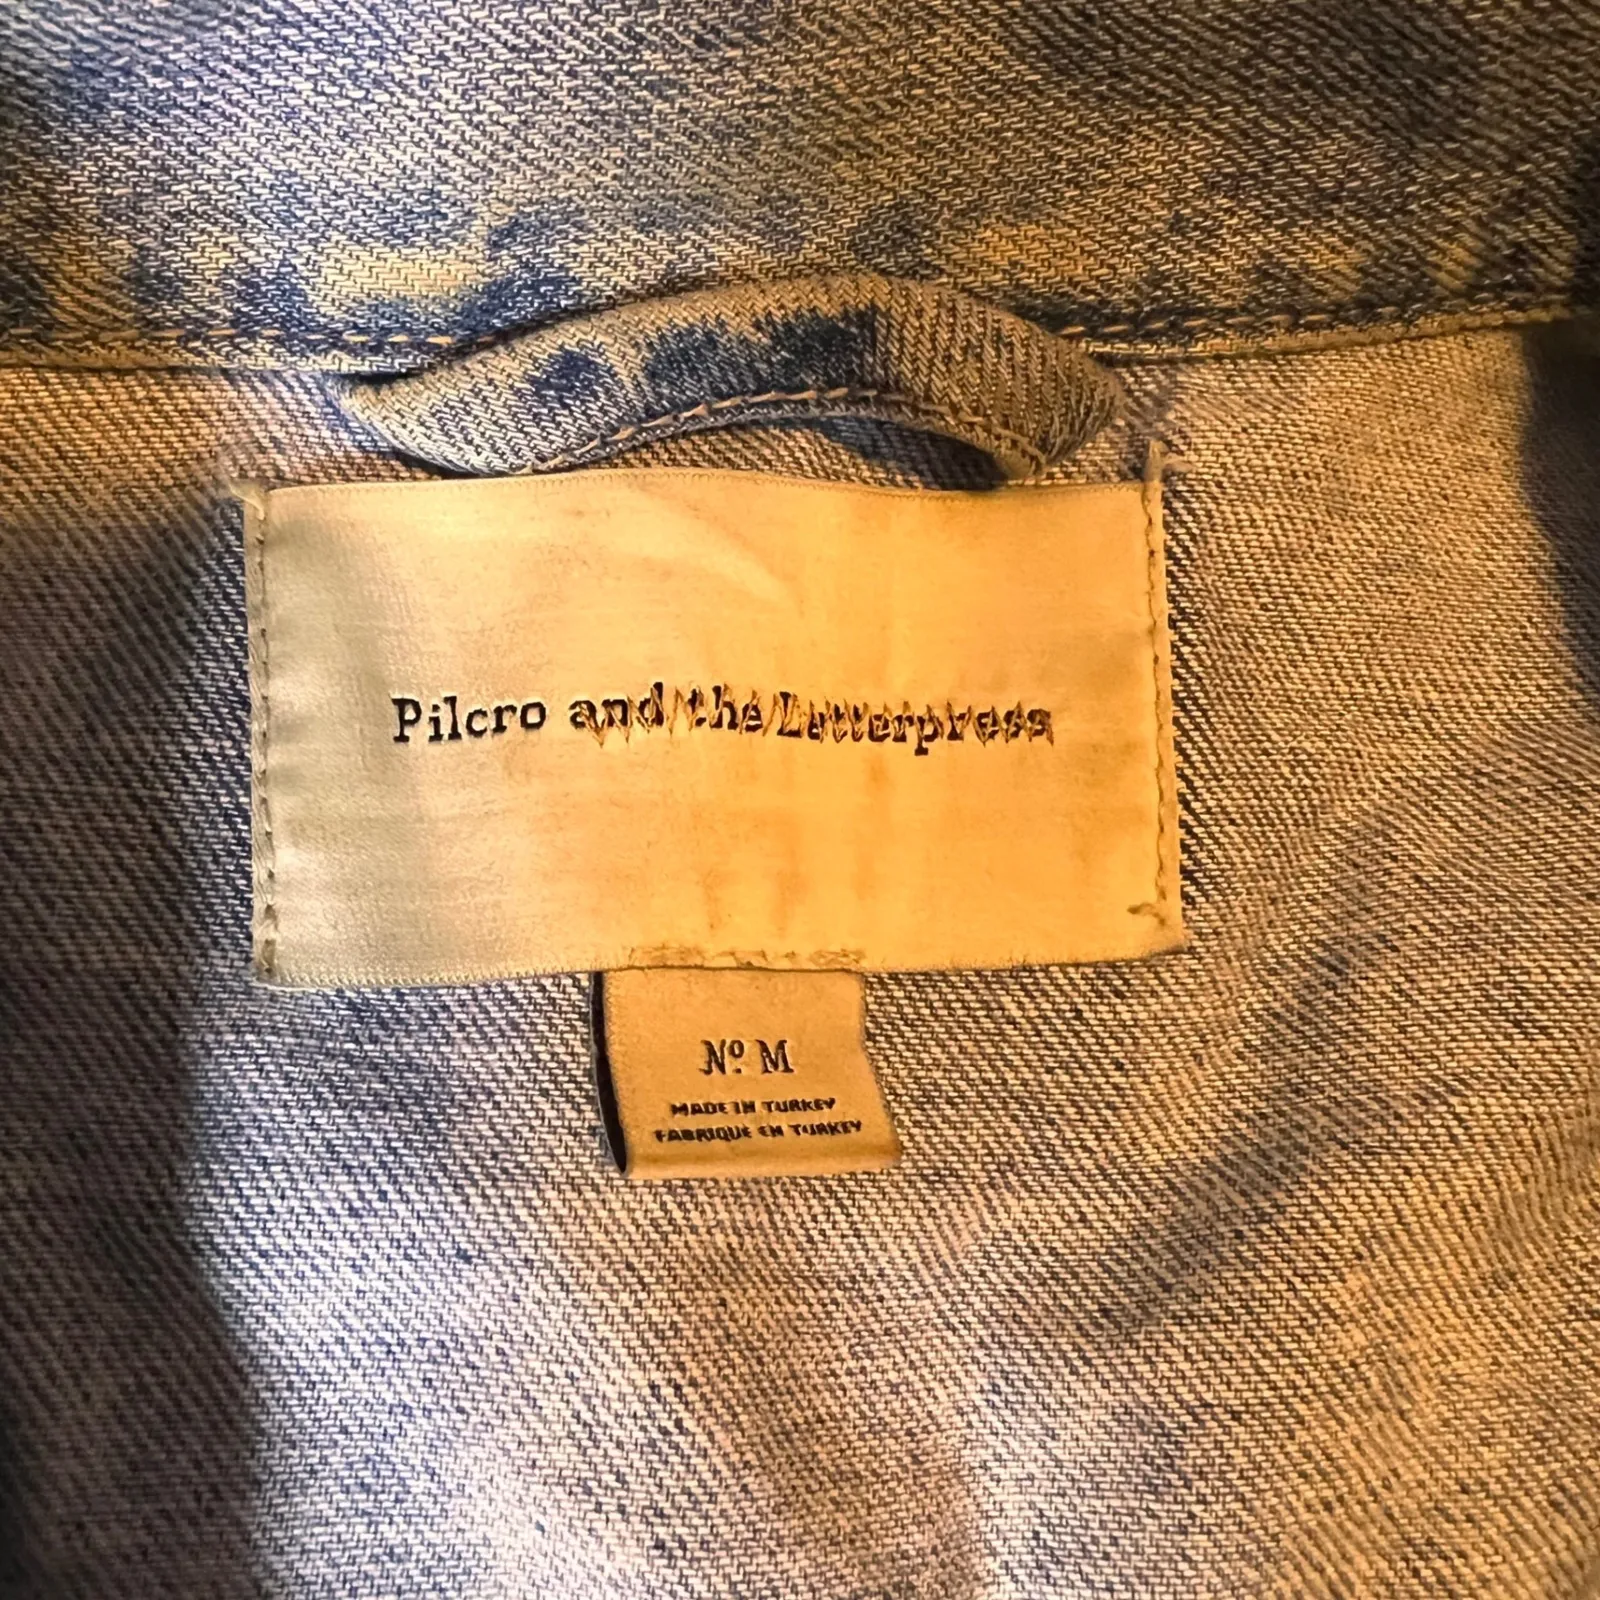 Pilcro and the Letterpress
Nº M
MADE IN TURKEY
FABRIQUE EN TURKEY